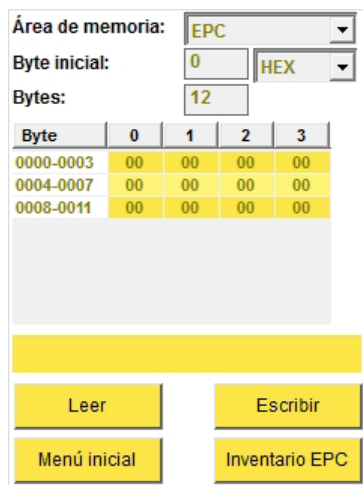 Área de memoria: EPC
Byte inicial: 0 HEX
Bytes: 12
Byte 0 1 2 3
0000-0003 00 00 00 00
0004-0007 00 00 00 00
0008-0011 00 00 00 00
Leer Escribir
Menú inicial Inventario EPC